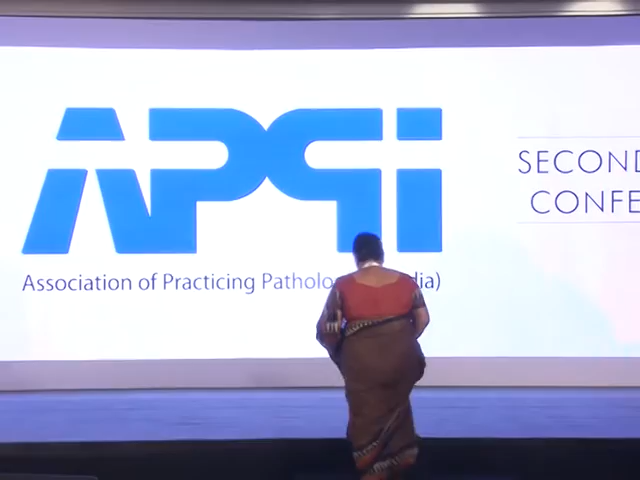 APPI
Association of Practicing Patholo dia)
SECOND
CONFE